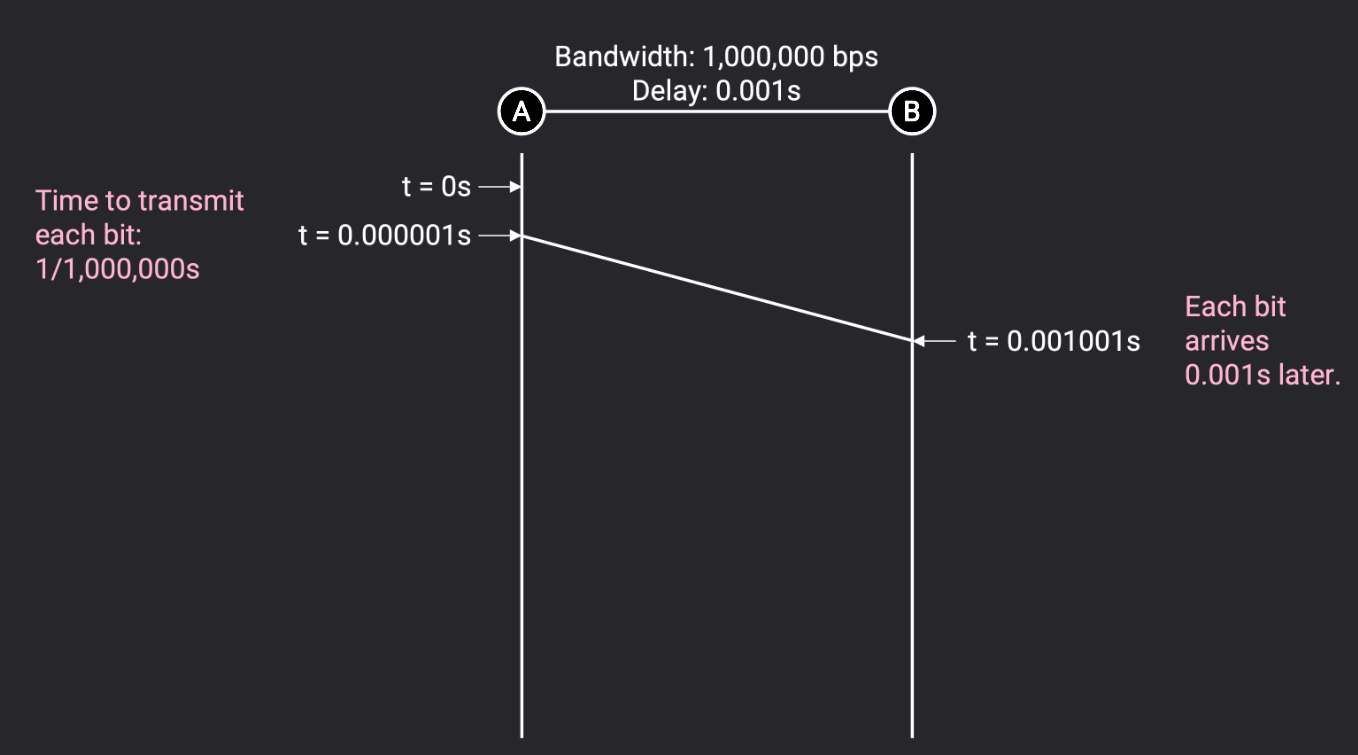 Bandwidth: 1,000,000 bps
Delay: 0.001s
A
B
t = 0s
Time to transmit
each bit:
1/1,000,000s
t = 0.000001s
Each bit
arrives
0.001s later.
t = 0.001001s